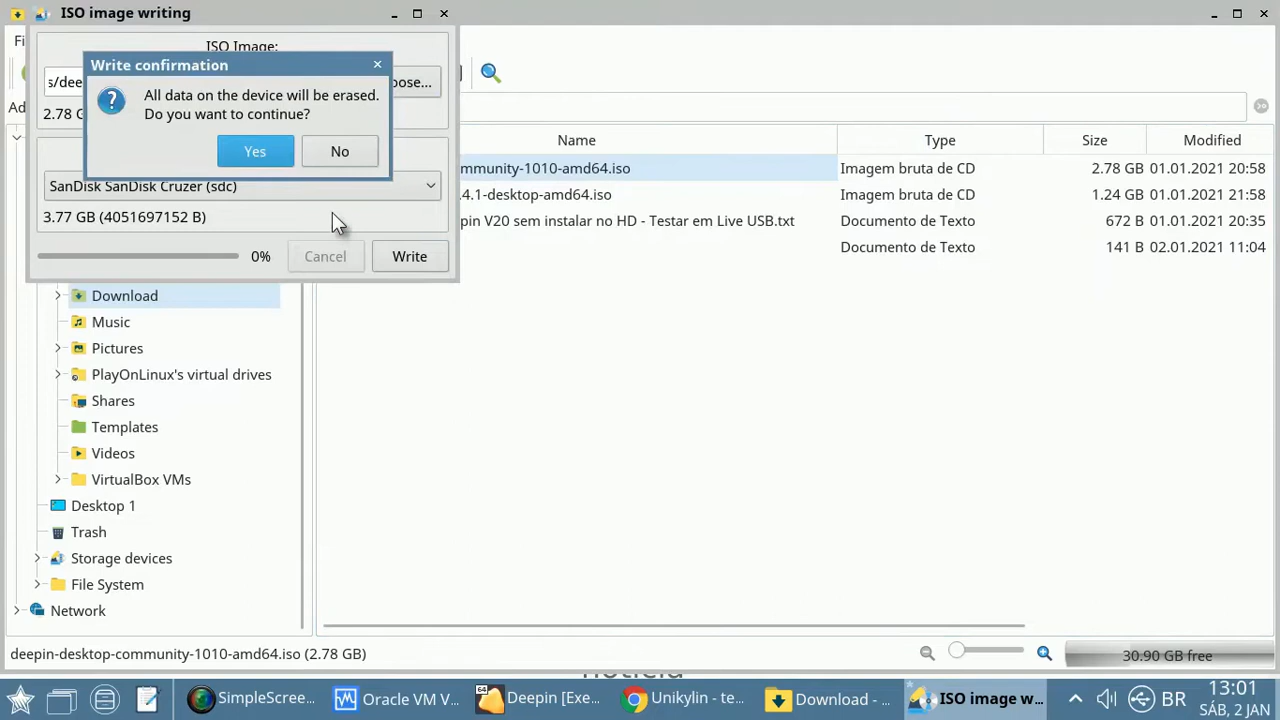 ISO image writing
Fi
ISO Image:
Write confirmation
s/dee
oose...
All data on the device will be erased.
Do you want to continue?
Ad
2.78 G
Yes
No
Name
Type
Size
Modified
mmunity-1010-amd64.iso
Imagem bruta de CD
2.78 GB
01.01.2021 20:58
SanDisk SanDisk Cruzer (sdc)
.4.1-desktop-amd64.iso
Imagem bruta de CD
1.24 GB
01.01.2021 21:58
3.77 GB (4051697152 B)
pin V20 sem instalar no HD - Testar em Live USB.txt
Documento de Texto
672 B
01.01.2021 20:35
Documento de Texto
141 B
02.01.2021 11:04
0%
Cancel
Write
Download
Music
Pictures
PlayOnLinux's virtual drives
Shares
Templates
Videos
VirtualBox VMs
Desktop 1
Trash
Storage devices
File System
Network
deepin-desktop-community-1010-amd64.iso (2.78 GB)
30.90 GB free
SimpleScree...
Oracle VM V...
64
Deepin [Exe...
Unikylin - te...
Download - ...
ISO image w...
BR
13:01
SÁB, 2 JAN